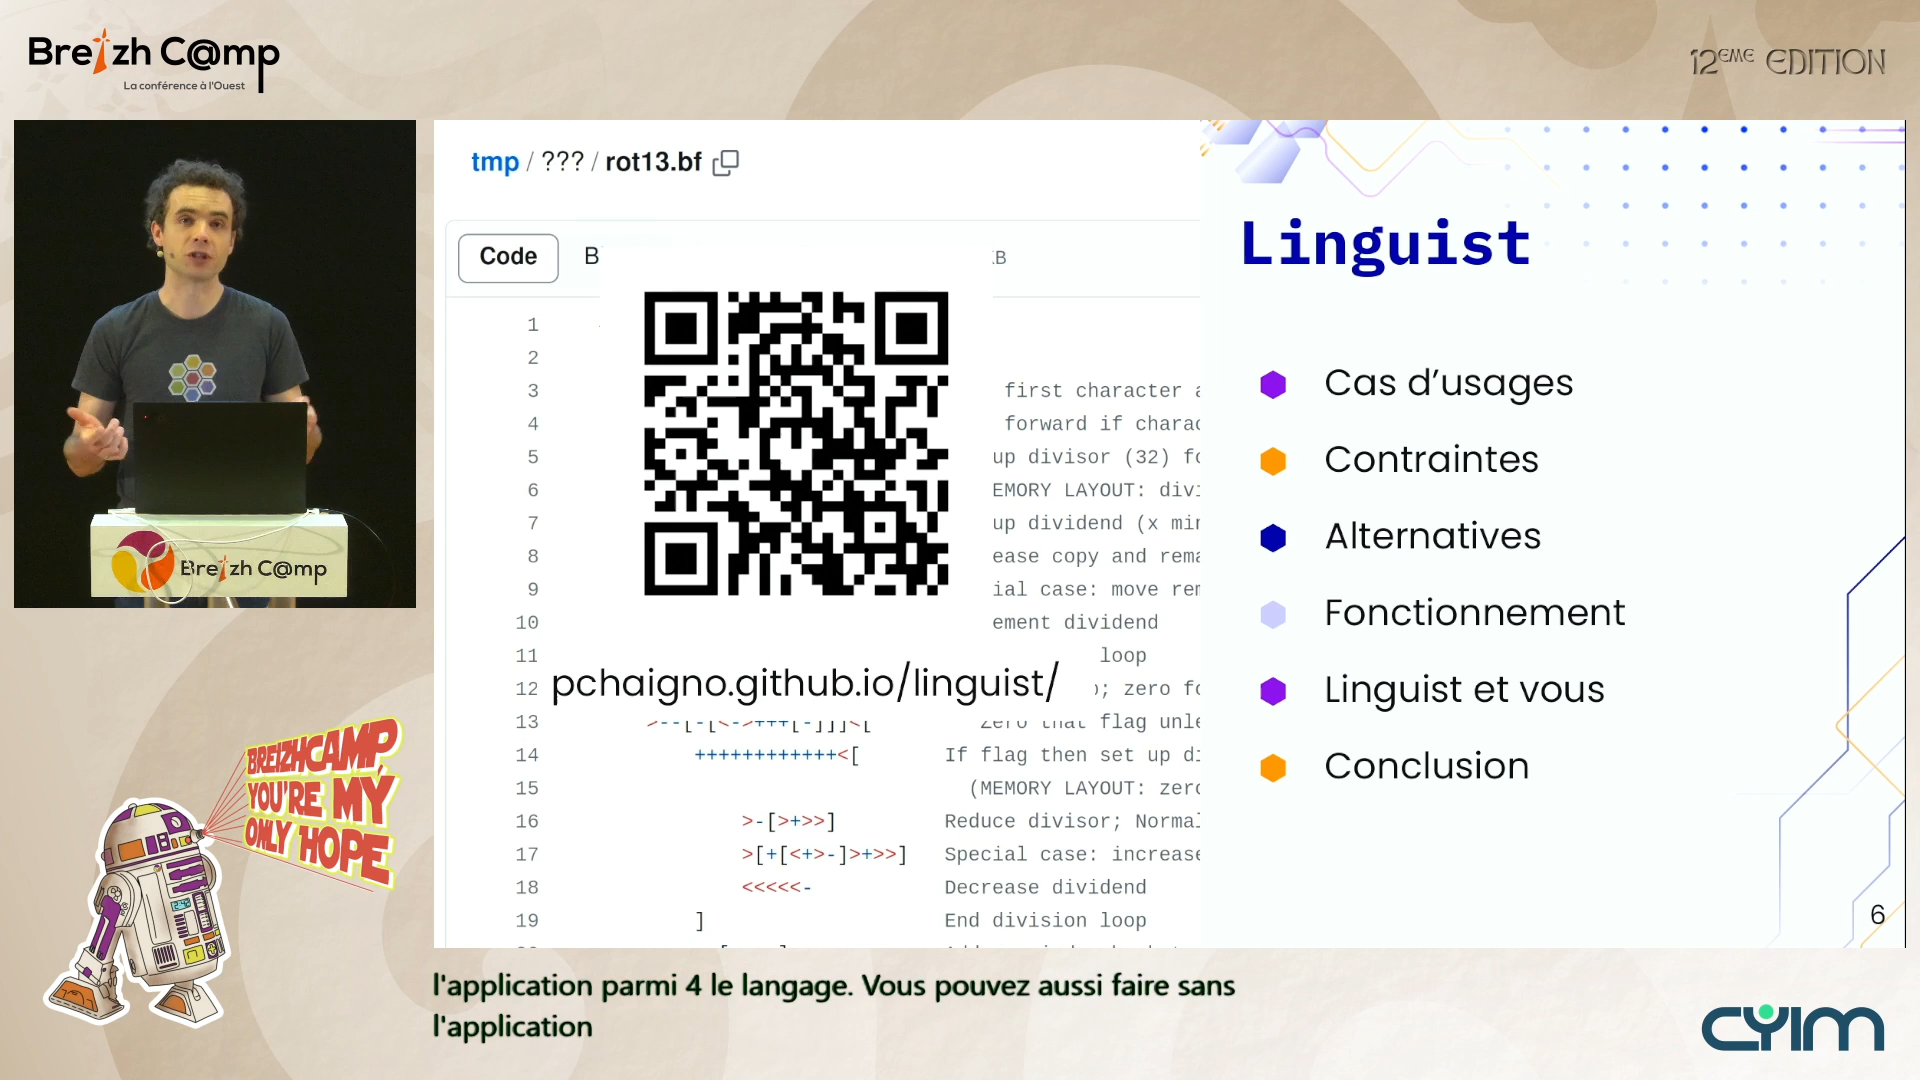 Breizh C@mp
La conférence à l'Ouest
12EME EDITION
tmp / ??? / rot13.bf
Code
KB
1
2
3 first character
4 forward if charac
5 up divisor (32) fo
6 EMORY LAYOUT: divi
7 up dividend (x min
8 ease copy and rema
9 ial case: move rem
10 ement dividend
11 loop
12 ; zero fo
13 >--[-[<->+++[-]]]<[ Zero that flag unle
14 ++++++++++++<[ If flag then set up di
15 (MEMORY LAYOUT: zero
16 >-[>+>>] Reduce divisor; Normal
17 >[+[<+>-]>+>>] Special case: increase
18 <<<<<- Decrease dividend
19 ] End division loop
pchaigno.github.io/linguist/
Linguist
Cas d’usages
Contraintes
Alternatives
Fonctionnement
Linguist et vous
Conclusion
6
Breizh C@mp
BREIZHCAMP,
YOU'RE MY
ONLY HOPE
l'application parmi 4 le langage. Vous pouvez aussi faire sans
l'application
CYIM